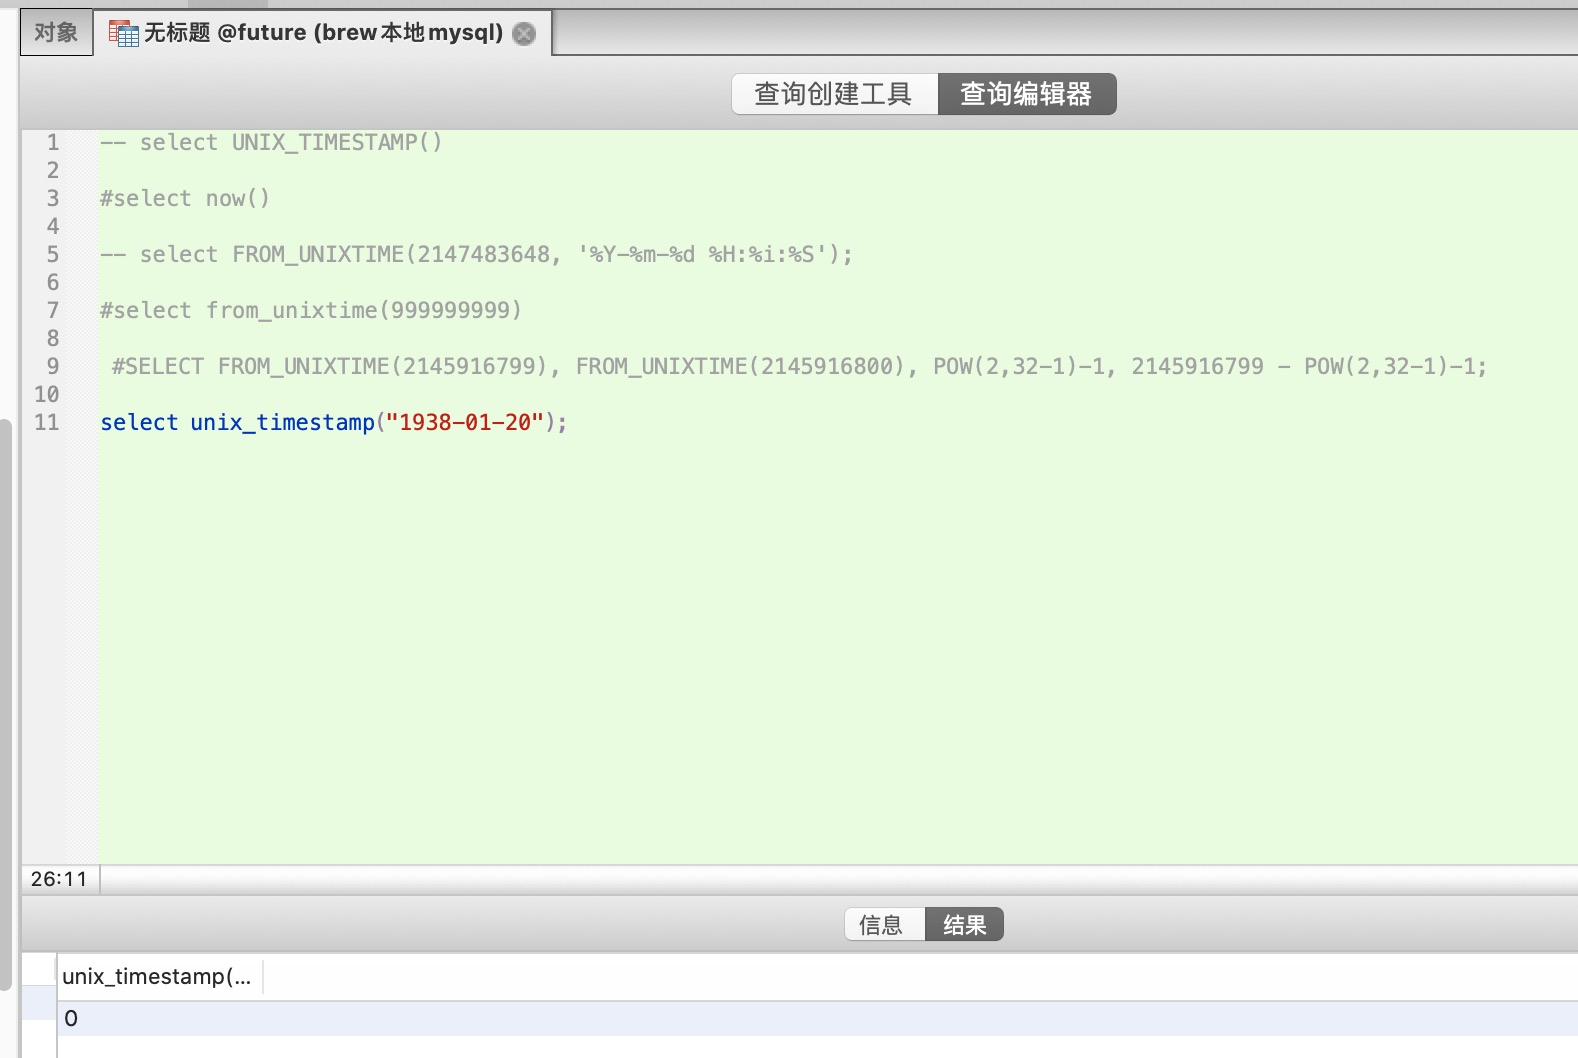 对象
无标题 @future (brew本地mysql)
查询创建工具
查询编辑器
1 -- select UNIX_TIMESTAMP()
2
3 #select now()
4
5 -- select FROM_UNIXTIME(2147483648, '%Y-%m-%d %H:%i:%S');
6
7 #select from_unixtime(999999999)
8
9 #SELECT FROM_UNIXTIME(2145916799), FROM_UNIXTIME(2145916800), POW(2,32-1)-1, 2145916799 - POW(2,32-1)-1;
10
11 select unix_timestamp("1938-01-20");
26:11
信息
结果
unix_timestamp(...
0